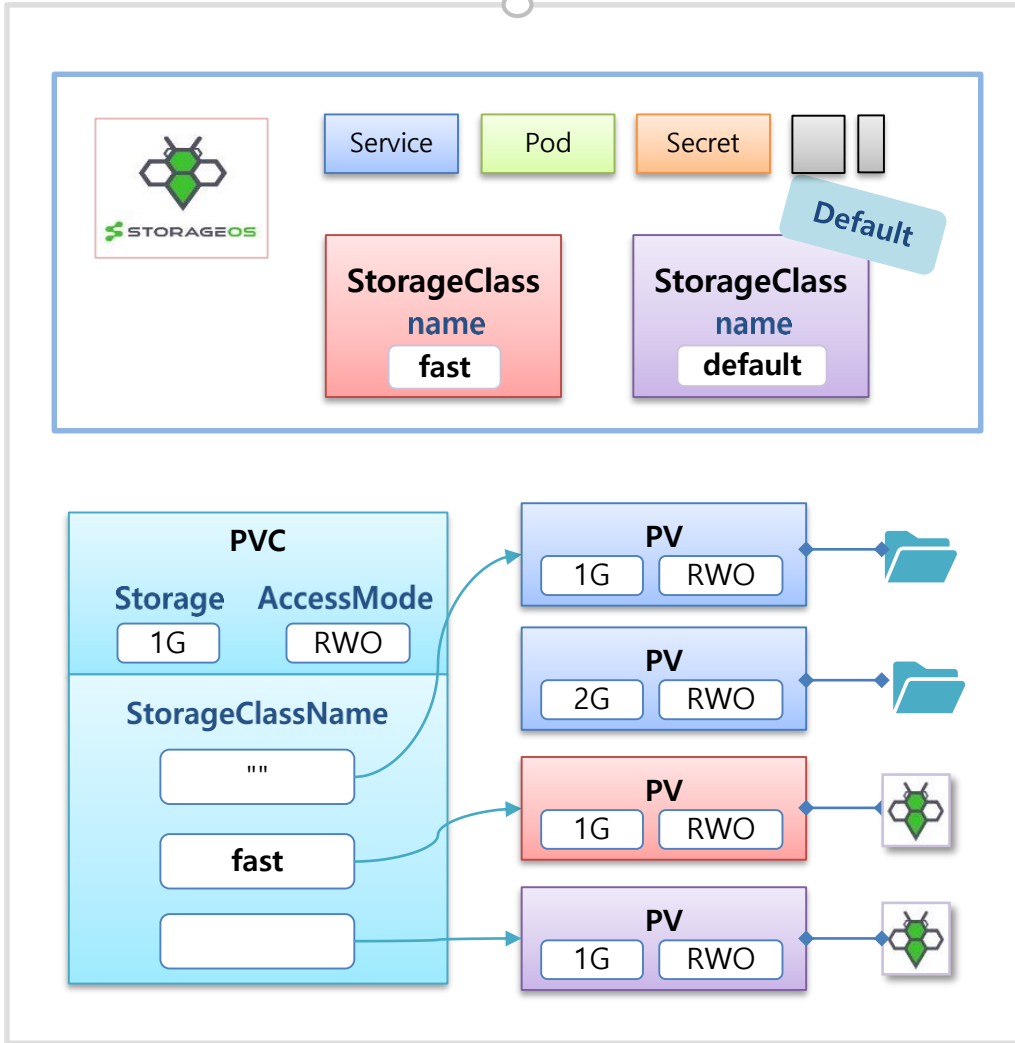 Service
Pod
Secret
STORAGEOS
Default
StorageClass
name
fast
StorageClass
name
default
PVC
Storage
AccessMode
1G
RWO
StorageClassName
""
fast
PV
1G
RWO
PV
2G
RWO
PV
1G
RWO
PV
1G
RWO